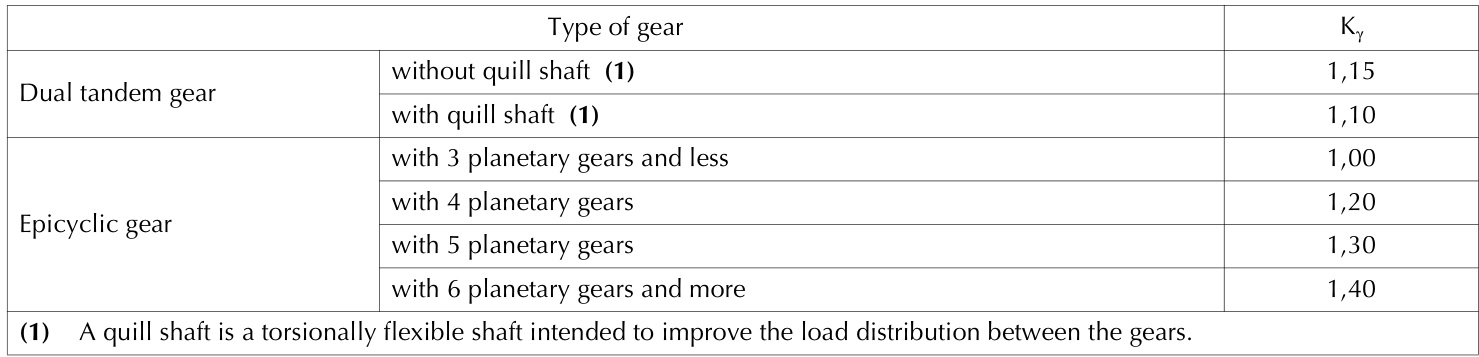 Type of gear Kγ
Dual tandem gear
without quill shaft (1) 1,15
with quill shaft (1) 1,10
Epicyclic gear
with 3 planetary gears and less 1,00
with 4 planetary gears 1,20
with 5 planetary gears 1,30
with 6 planetary gears and more 1,40
(1) A quill shaft is a torsionally flexible shaft intended to improve the load distribution between the gears.